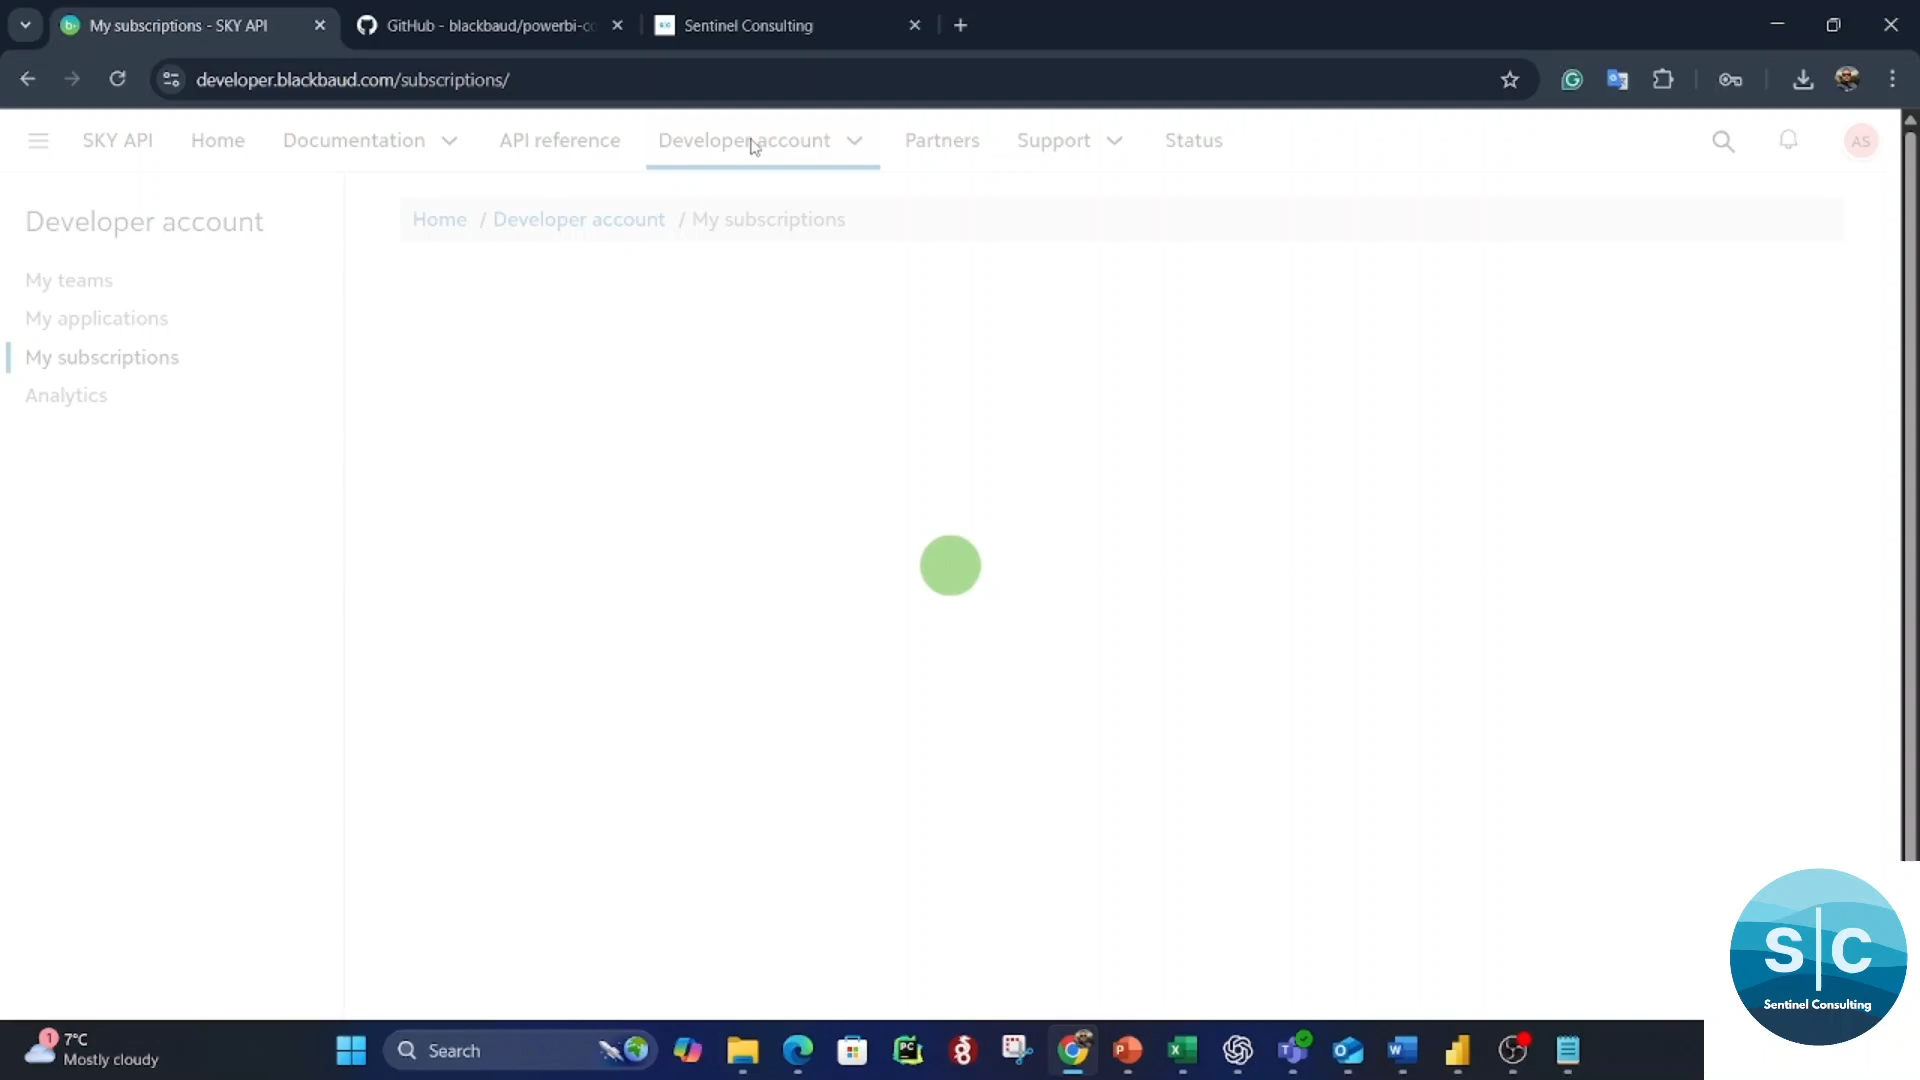 My subscriptions - SKY API
GitHub - blackbaud/powerbi-co
Sentinel Consulting
developer.blackbaud.com/subscriptions/
SKY API
Home
Documentation
API reference
Developer account
Partners
Support
Status
AS
Developer account
Home / Developer account / My subscriptions
My teams
My applications
My subscriptions
Analytics
S|C
Sentinel Consulting
1
7°C
Mostly cloudy
Search